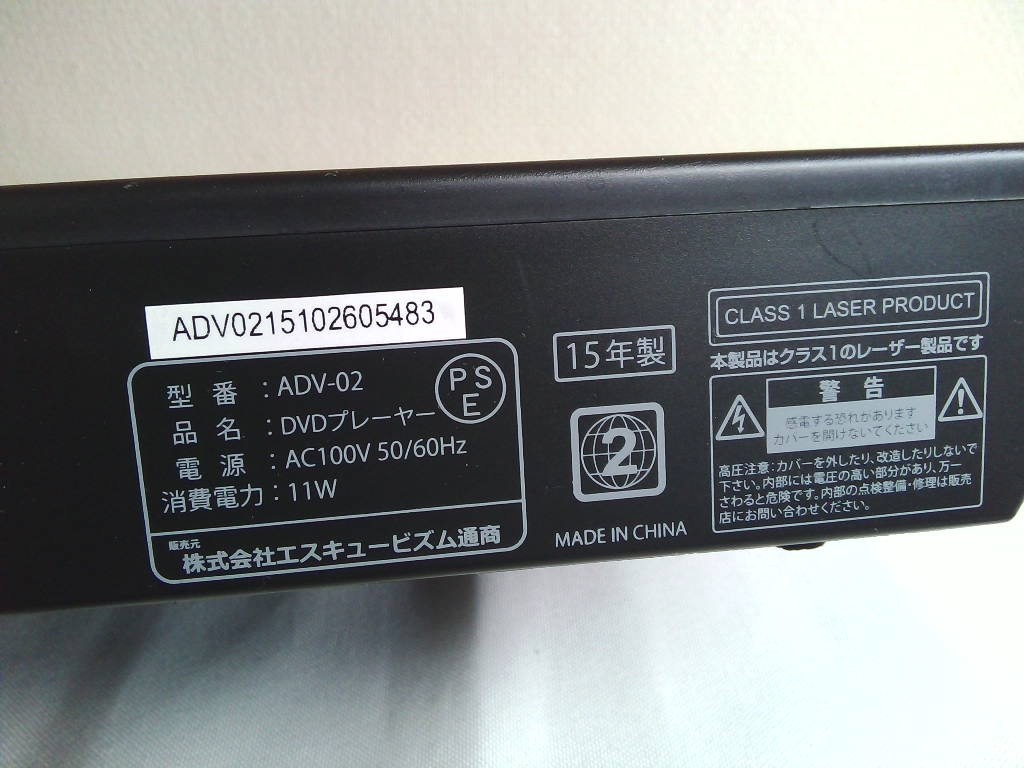 ADV0215102605483
型番:ADV-02
品名:DVDプレーヤー
電源:AC100V 50/60Hz
消費電力:11W
PSE
販売元
株式会社エスキュービズム通商
15年製
2
MADE IN CHINA
CLASS 1 LASER PRODUCT
本製品はクラス1のレーザー製品です
警告
感電する恐れがあります
カバーを開けないでください
高圧注意:カバーを外したり、改造したりしないで
下さい。内部には電圧の高い部分があり、万一
さわると危険です。内部の点検整備・修理は販売
店にお問い合わせください。